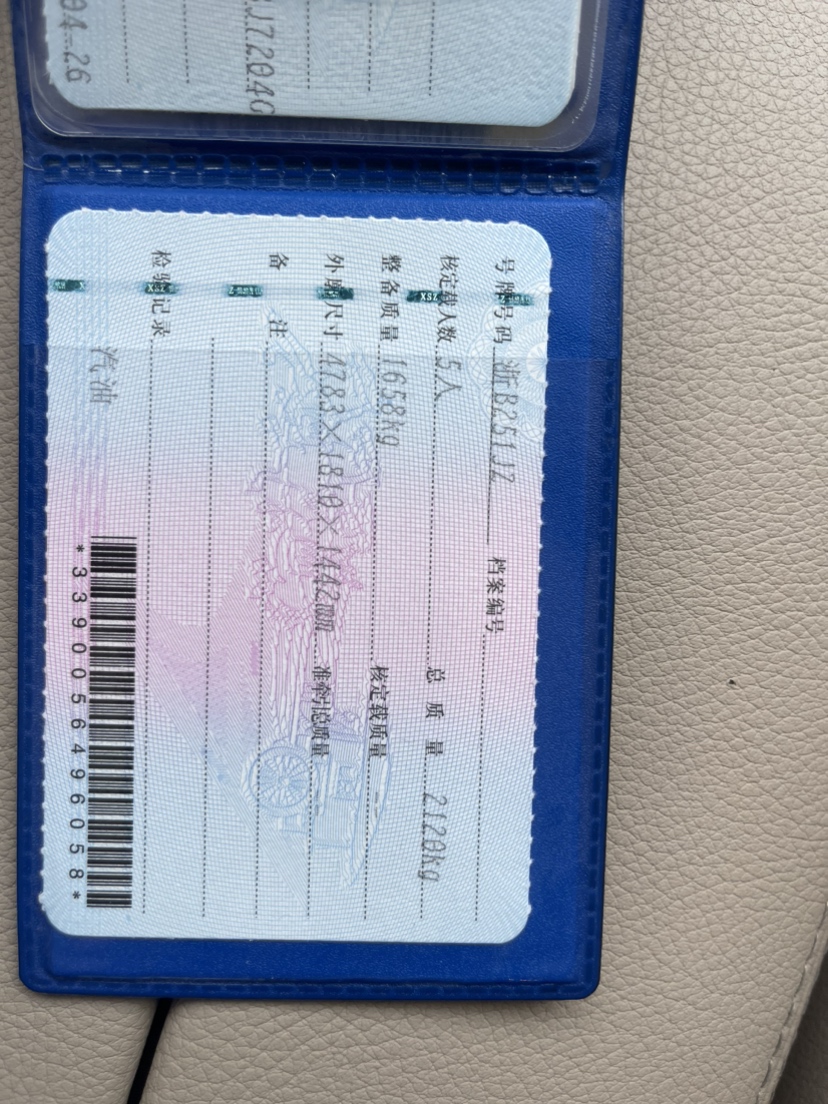 号牌号码 浙B251JZ 档案编号
核定载人数 5人 总质量 2120kg
整备质量 1658kg 核定载质量
外廓尺寸 4783×1810×1442mm 准牵引总质量
备注
检验记录
汽油
*3390056496058*
04-26